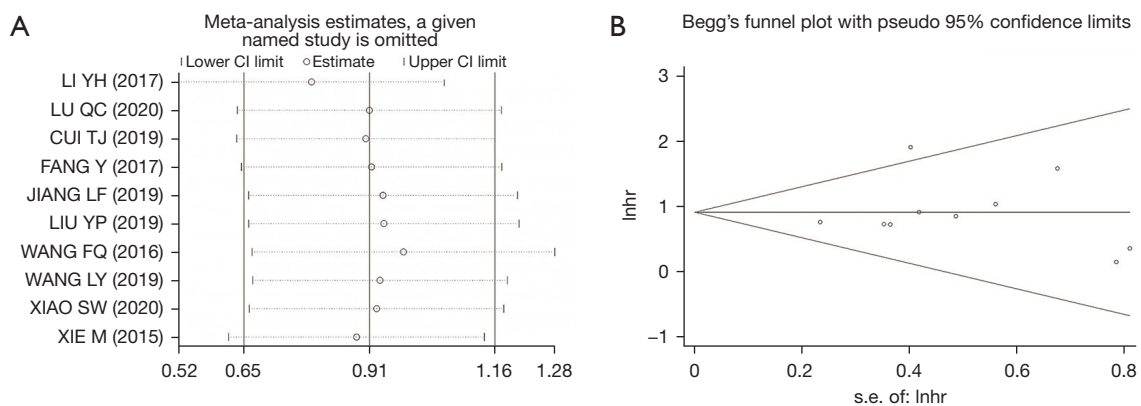 A
Meta-analysis estimates, a given
named study is omitted
Lower CI limit Estimate Upper CI limit
LI YH (2017)
LU QC (2020)
CUI TJ (2019)
FANG Y (2017)
JIANG LF (2019)
LIU YP (2019)
WANG FQ (2016)
WANG LY (2019)
XIAO SW (2020)
XIE M (2015)
0.52 0.65 0.91 1.16 1.28
B
Begg's funnel plot with pseudo 95% confidence limits
3
2
1
0
−1
lnhr
0 0.2 0.4 0.6 0.8
s.e. of: lnhr